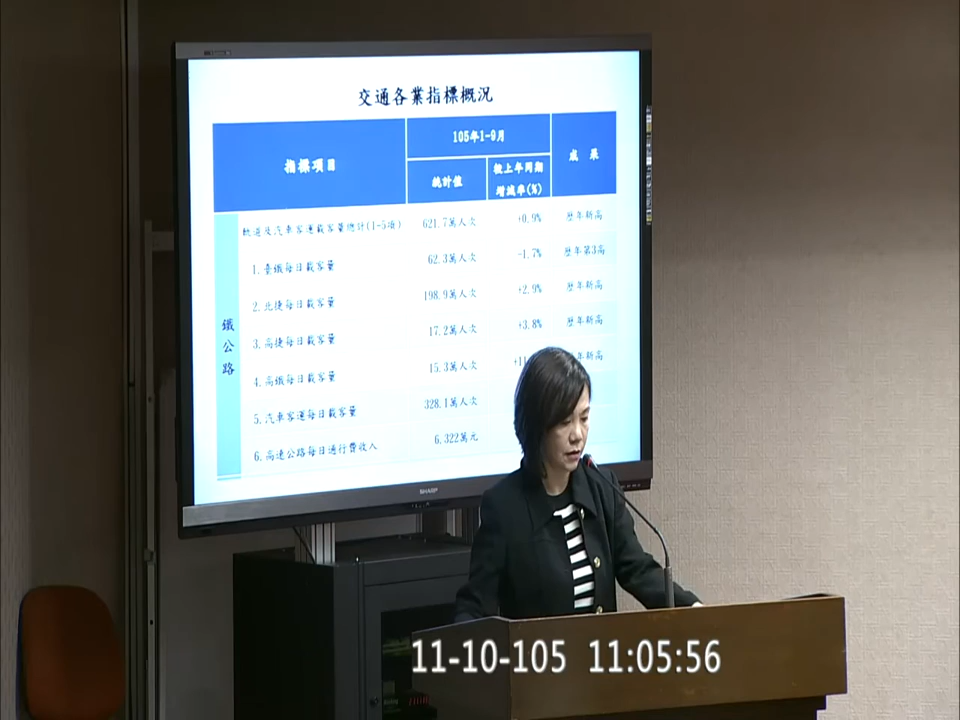 交通各業指標概況
指標項目
105年1-9月
成 果
統計值
較上年同期
增減率(%)
鐵公路
軌道及汽車客運載客量總計(1-5項) 621.7萬人次 +0.9% 歷年新高
1.臺鐵每日載客量 62.3萬人次 -1.7% 歷年第3高
2.北捷每日載客量 198.9萬人次 +2.9% 歷年新高
3.高捷每日載客量 17.2萬人次 +3.8% 歷年新高
4.高鐵每日載客量 15.3萬人次 年新高
5.汽車客運每日載客量 328.1萬人次
6.高速公路每日通行費收入 6,322萬元
SHARP
11-10-105 11:05:56